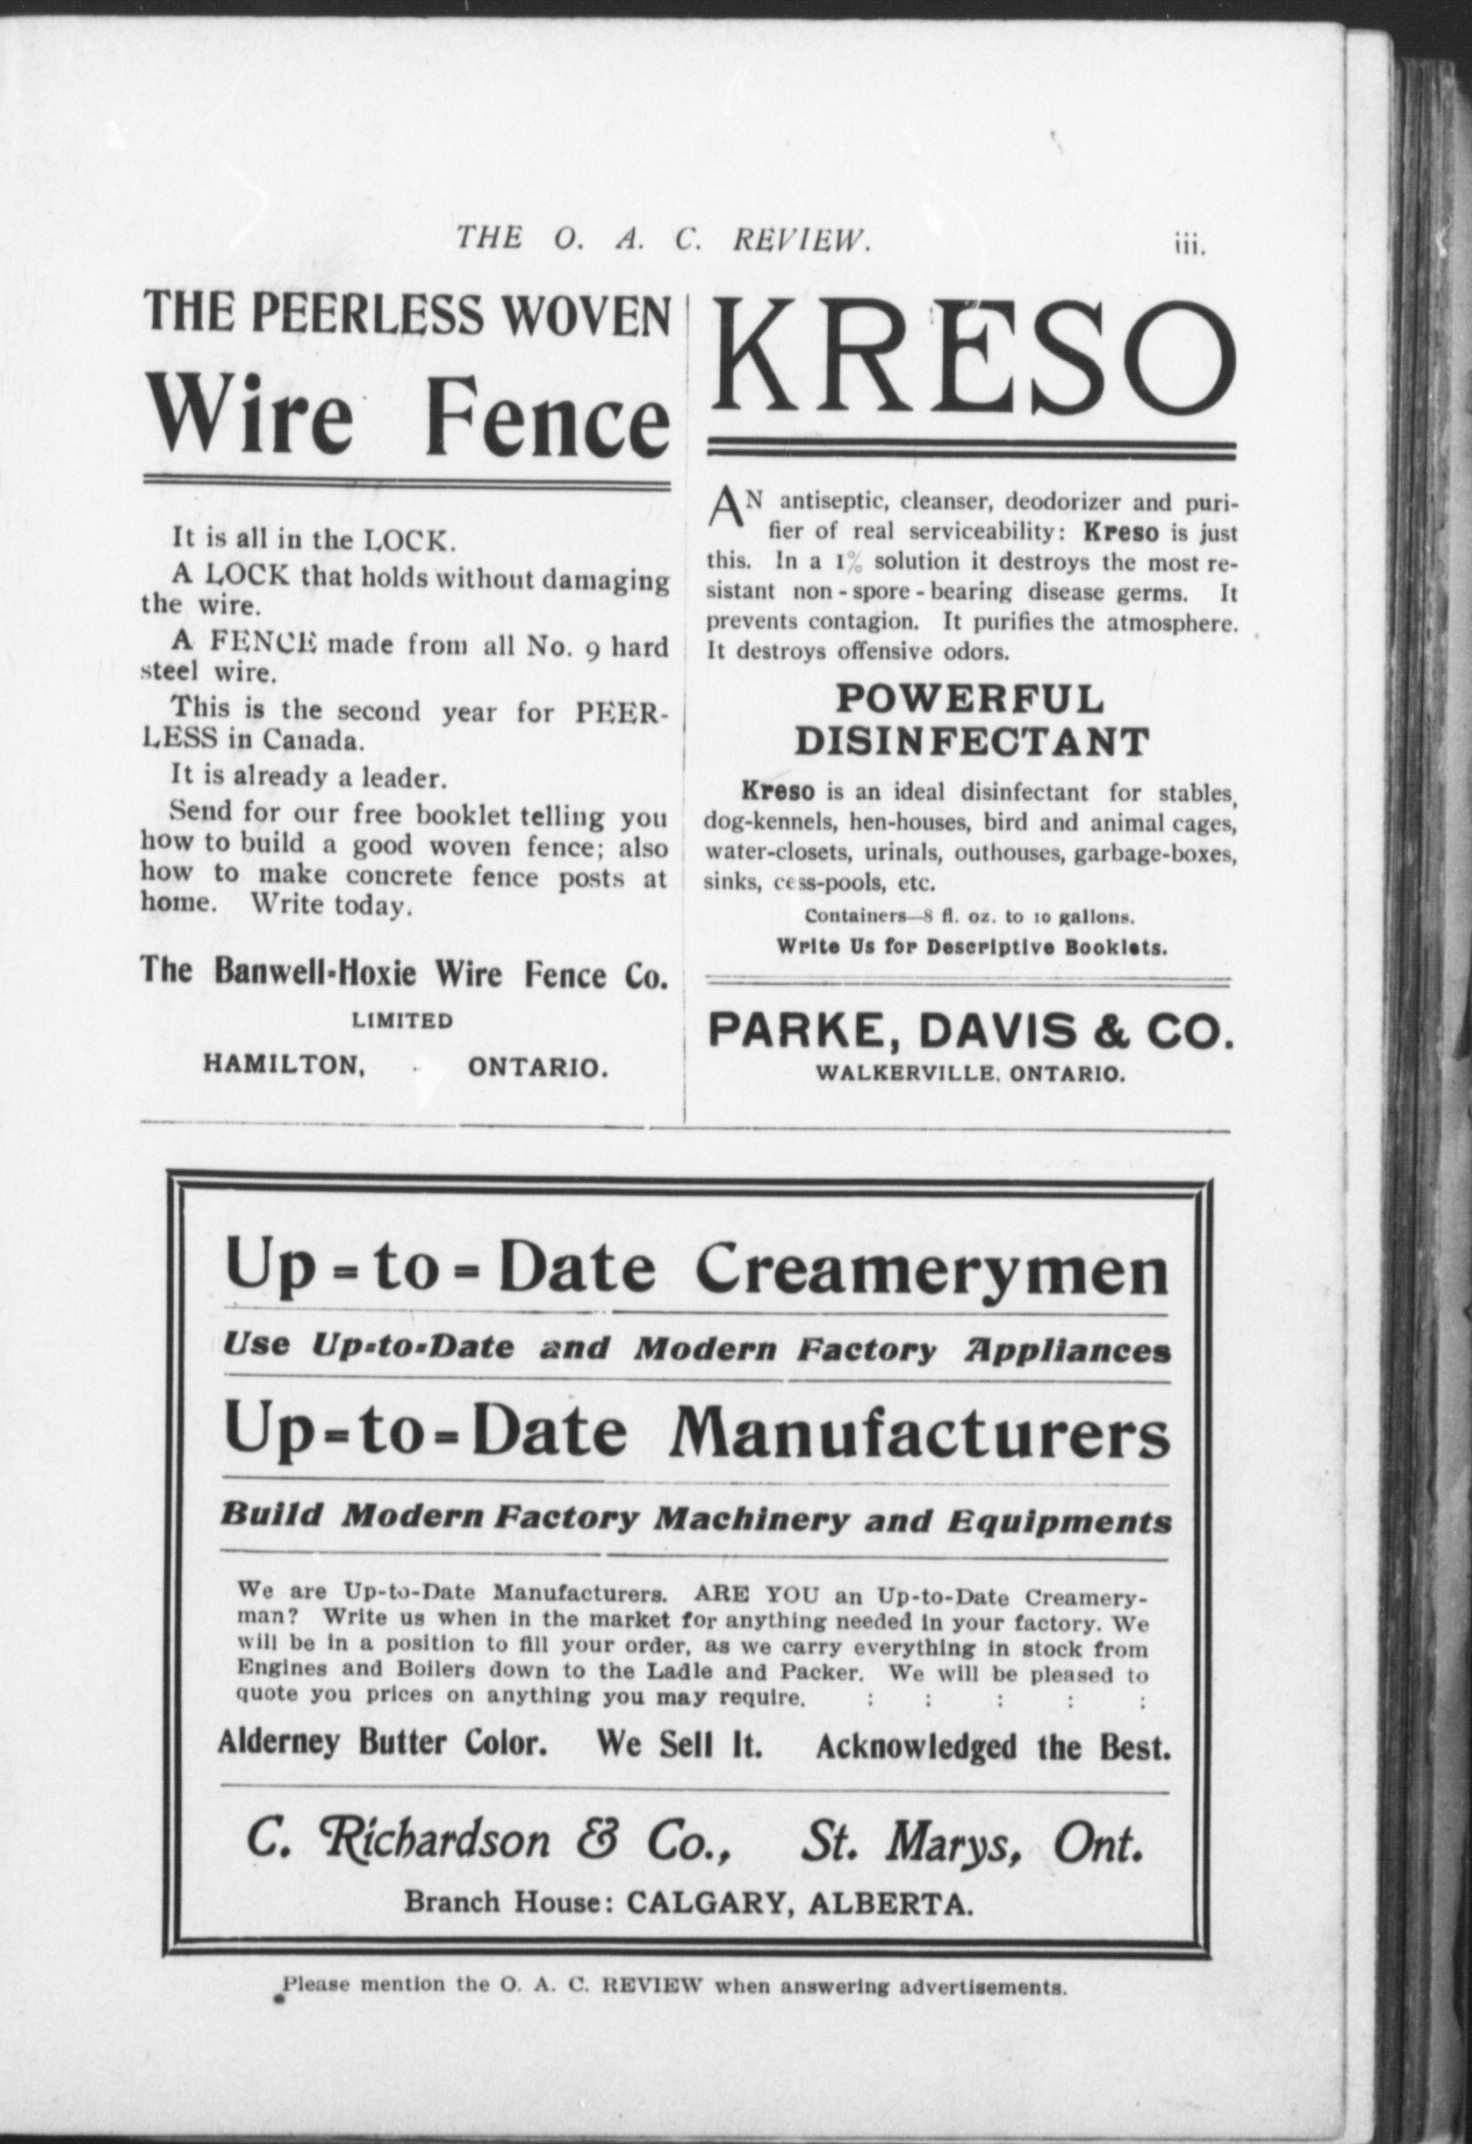 THE O. A. C. REVIEW. iii.
THE PEERLESS WOVEN
Wire Fence
It is all in the LOCK.
A LOCK that holds without damaging
the wire.
A FENCE made from all No. 9 hard
steel wire.
This is the second year for PEER-
LESS in Canada.
It is already a leader.
Send for our free booklet telling you
how to build a good woven fence; also
how to make concrete fence posts at
home. Write today.
The Banwell-Hoxie Wire Fence Co.
LIMITED
HAMILTON, ONTARIO.
KRESO
AN antiseptic, cleanser, deodorizer and puri-
fier of real serviceability: Kreso is just
this. In a 1% solution it destroys the most re-
sistant non-spore-bearing disease germs. It
prevents contagion. It purifies the atmosphere.
It destroys offensive odors.
POWERFUL
DISINFECTANT
Kreso is an ideal disinfectant for stables,
dog-kennels, hen-houses, bird and animal cages,
water-closets, urinals, outhouses, garbage-boxes,
sinks, cess-pools, etc.
Containers—8 fl. oz. to 10 gallons.
Write Us for Descriptive Booklets.
PARKE, DAVIS & CO.
WALKERVILLE, ONTARIO.
Up-to-Date Creamerymen
Use Up-to-Date and Modern Factory Appliances
Up-to-Date Manufacturers
Build Modern Factory Machinery and Equipments
We are Up-to-Date Manufacturers. ARE YOU an Up-to-Date Creamery-
man? Write us when in the market for anything needed in your factory. We
will be in a position to fill your order, as we carry everything in stock from
Engines and Boilers down to the Ladle and Packer. We will be pleased to
quote you prices on anything you may require. : : : : :
Alderney Butter Color. We Sell It. Acknowledged the Best.
C. Richardson & Co., St. Marys, Ont.
Branch House: CALGARY, ALBERTA.
Please mention the O. A. C. REVIEW when answering advertisements.